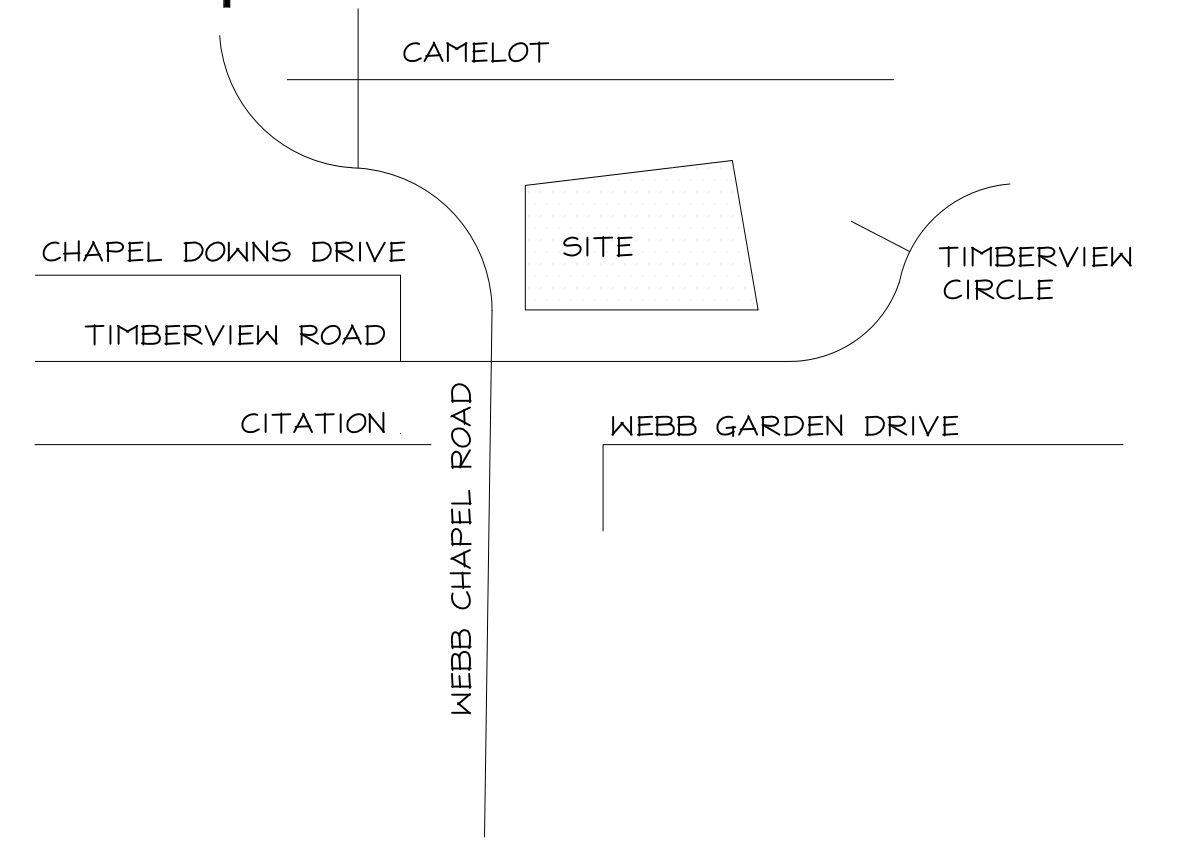 CAMELOT
SITE
CHAPEL DOWNS DRIVE
TIMBERVIEW
CIRCLE
TIMBERVIEW ROAD
CITATION
WEBB GARDEN DRIVE
WEBB CHAPEL ROAD